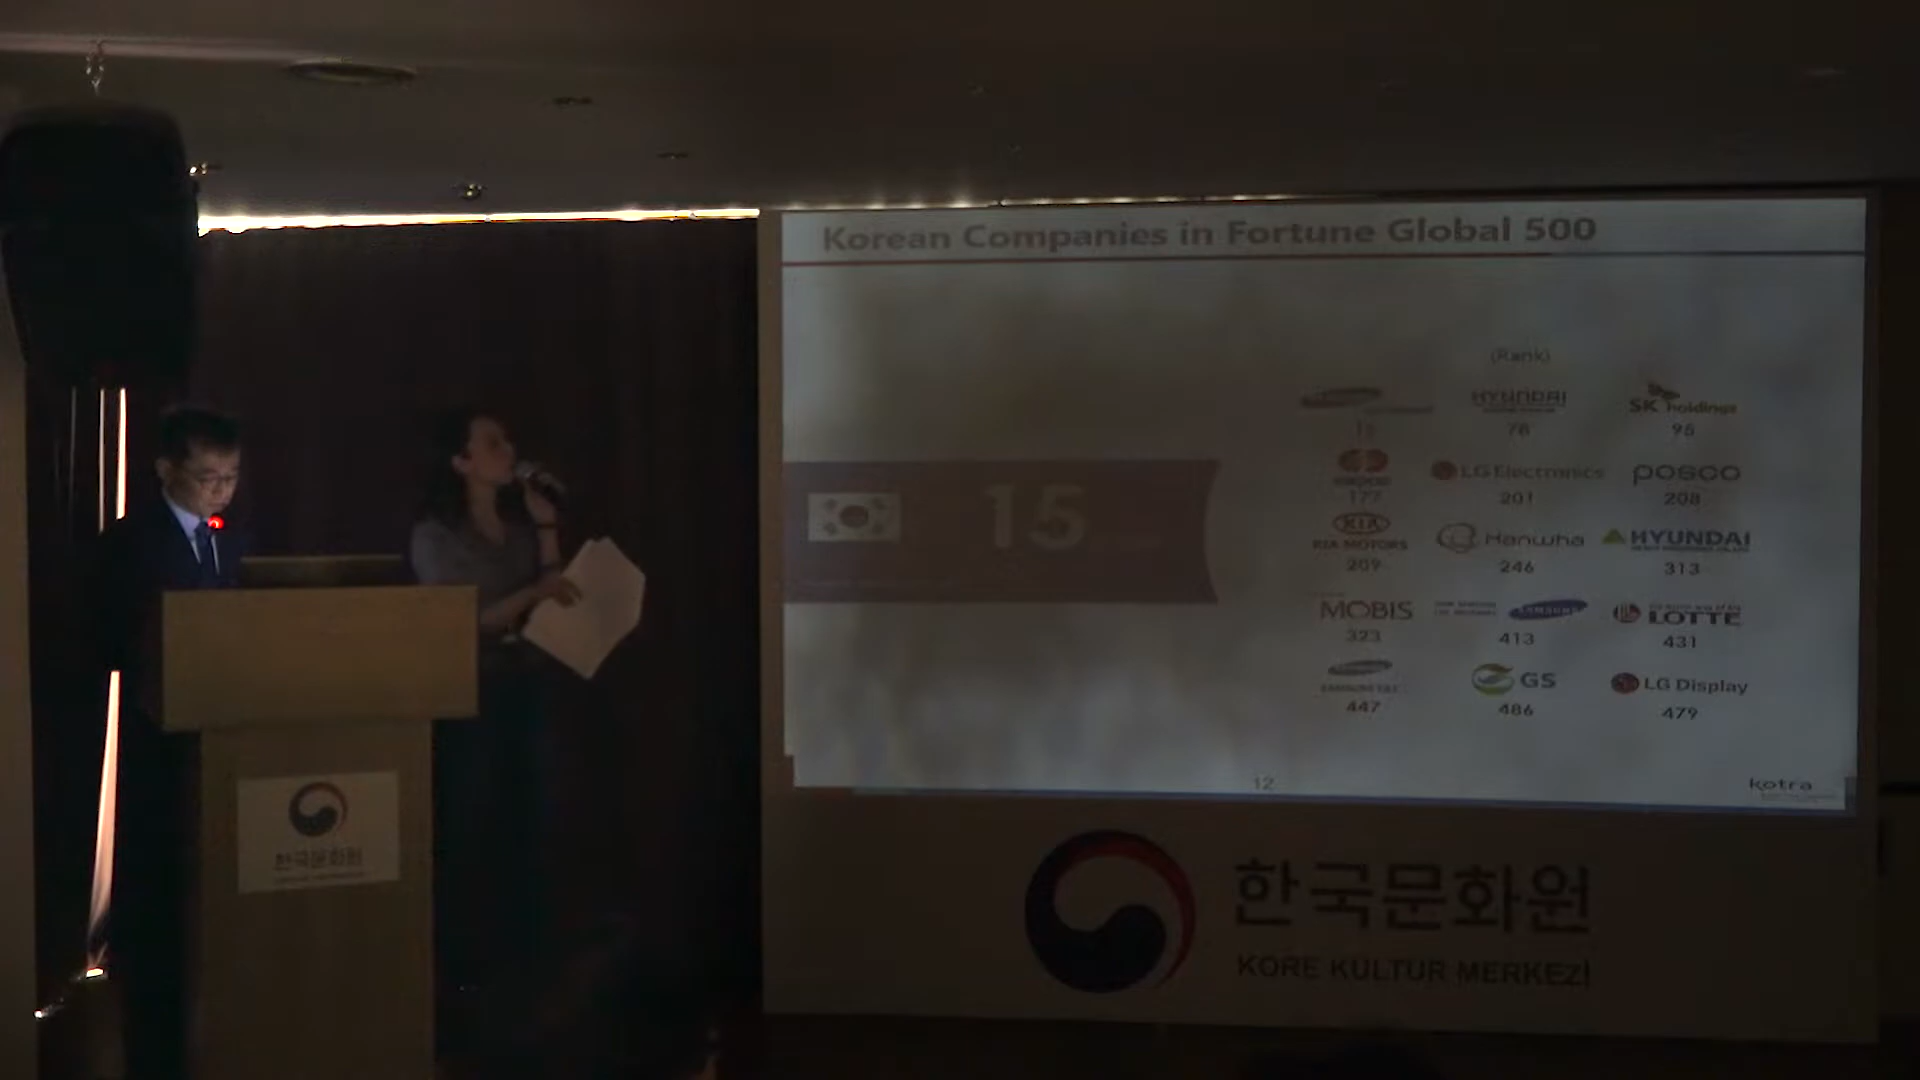 Korean Companies in Fortune Global 500
(Rank)
HYUNDAI
SK holdings
78
95
LG Electronics
posco
177
201
208
KIA
KIA MOTORS
Hanwha
HYUNDAI
209
246
313
MOBIS
SAMSUNG
LOTTE
323
413
431
GS
LG Display
447
486
479
15
12
kotra
한국문화원
한국문화원
KORE KULTUR MERKEZİ